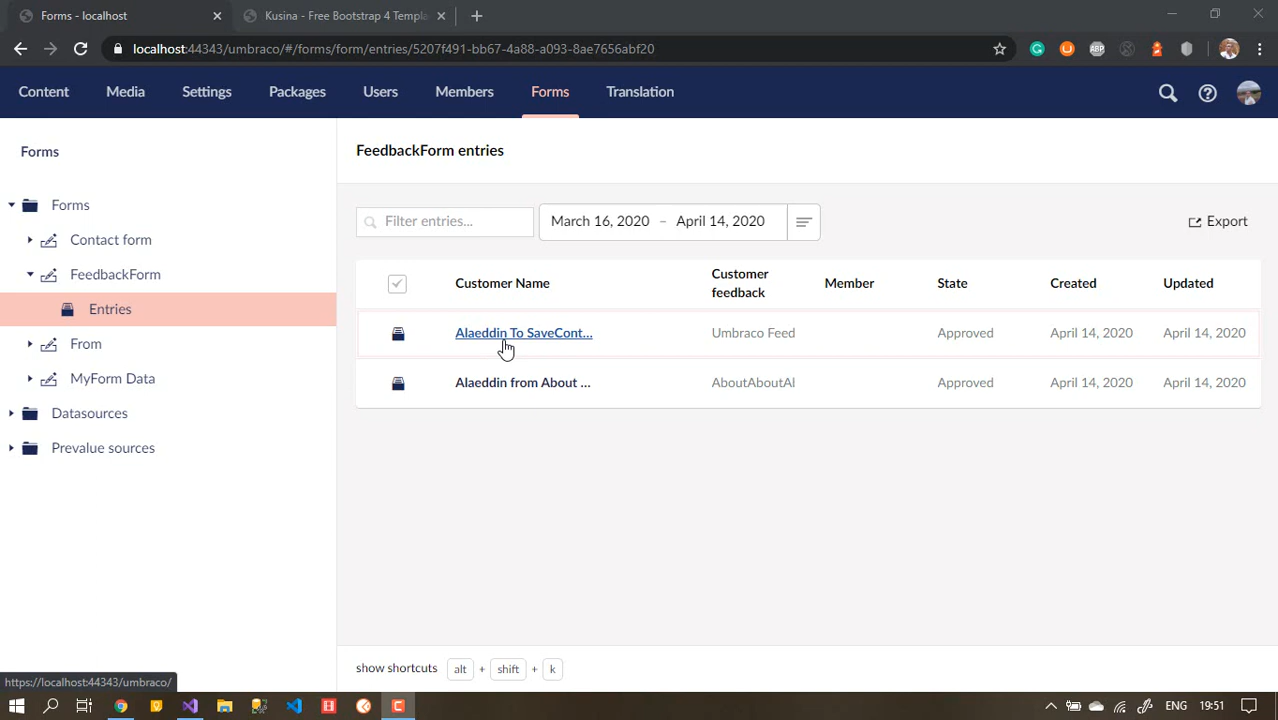 Forms - localhost
Kusina - Free Bootstrap 4 Templa
localhost:44343/umbraco/#/forms/form/entries/5207f491-bb67-4a88-a093-8ae7656abf20
ABP
Content Media Settings Packages Users Members Forms Translation
Forms
Forms
Contact form
FeedbackForm
Entries
From
MyForm Data
Datasources
Prevalue sources
FeedbackForm entries
Filter entries...
March 16, 2020 – April 14, 2020
Export
Customer Name
Customer
feedback
Member
State
Created
Updated
Alaeddin To SaveCont... Umbraco Feed Approved April 14, 2020 April 14, 2020
Alaeddin from About ... AboutAboutAl Approved April 14, 2020 April 14, 2020
show shortcuts alt + shift + k
https://localhost:44343/umbraco/
ENG 19:51